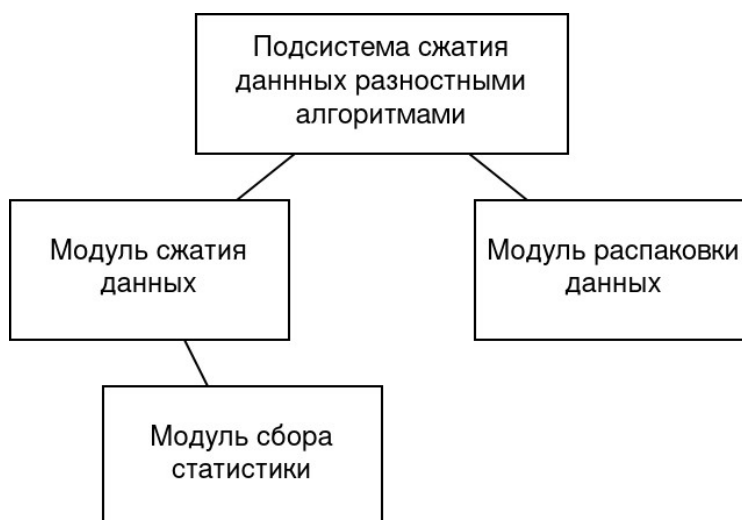 Подсистема сжатия
даннных разностными
алгоритмами
Модуль сжатия
данных
Модуль распаковки
данных
Модуль сбора
статистики